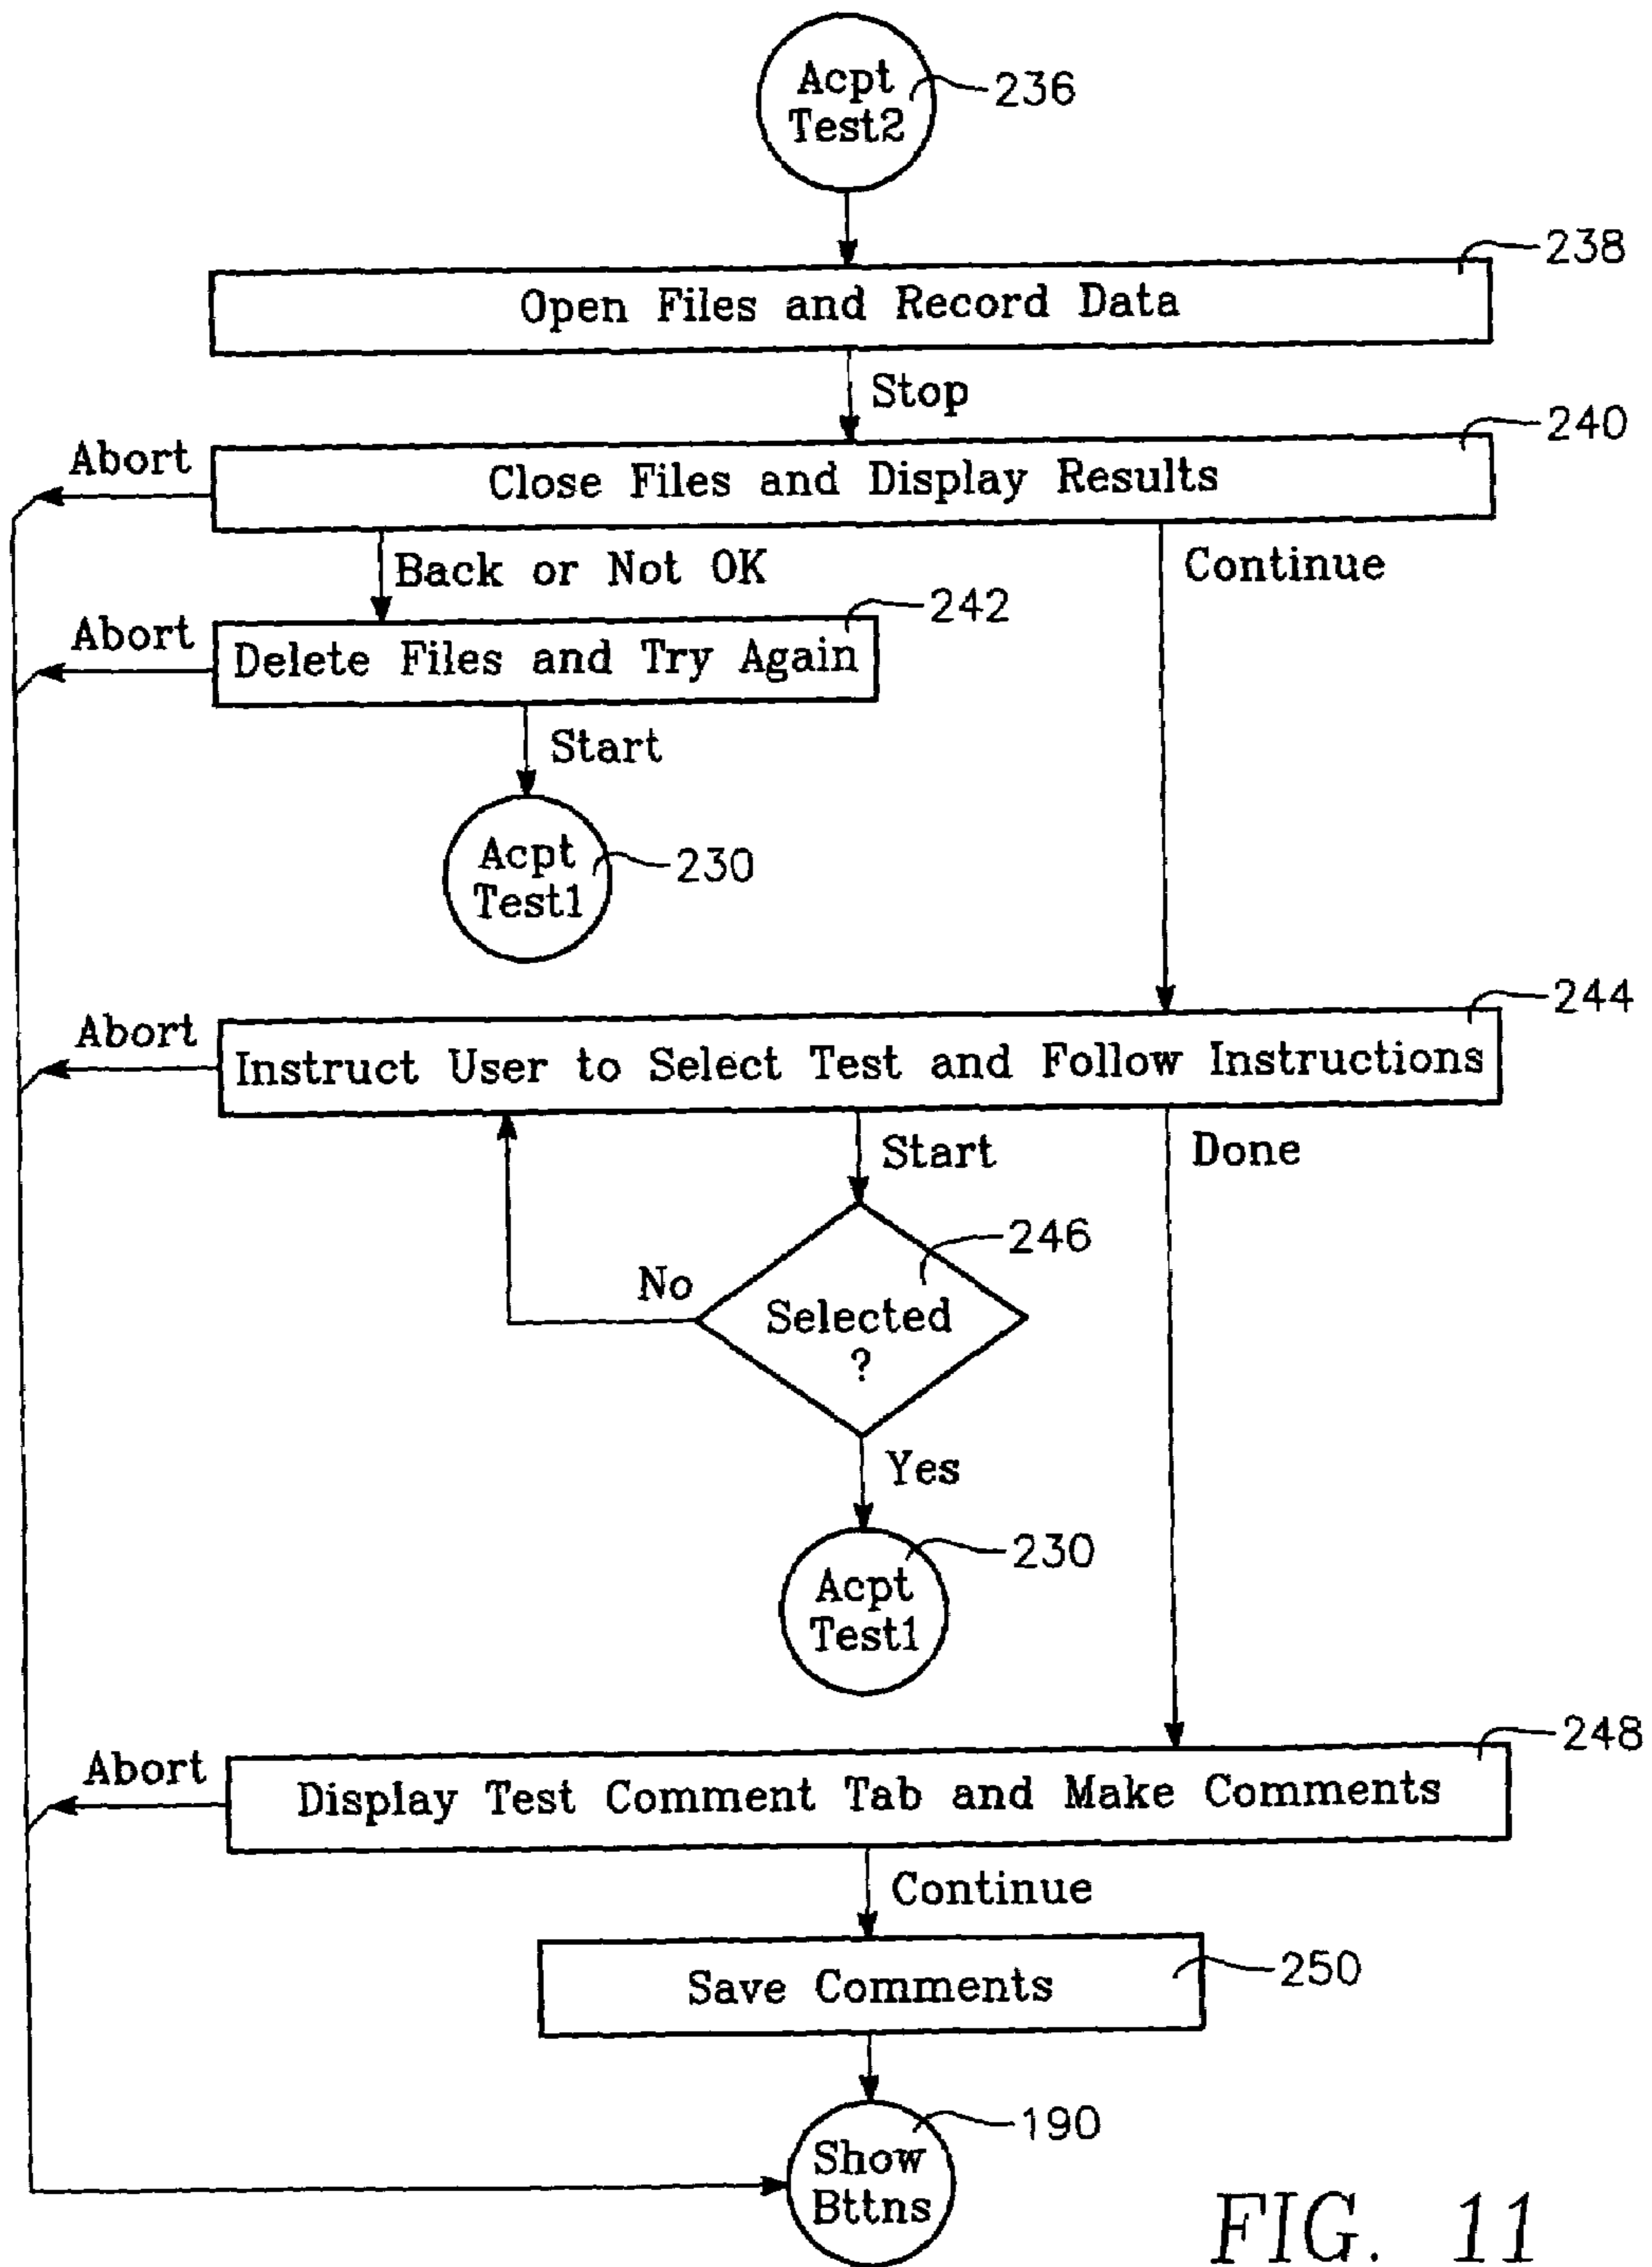 Acpt
Test2
236
238
Open Files and Record Data
Stop
240
Abort
Close Files and Display Results
Back or Not OK
Continue
242
Abort
Delete Files and Try Again
Start
Acpt
Test1
230
244
Abort
Instruct User to Select Test and Follow Instructions
Start
Done
246
No
Selected
?
Yes
230
Acpt
Test1
248
Abort
Display Test Comment Tab and Make Comments
Continue
Save Comments
250
190
Show
Bttns
FIG. 11